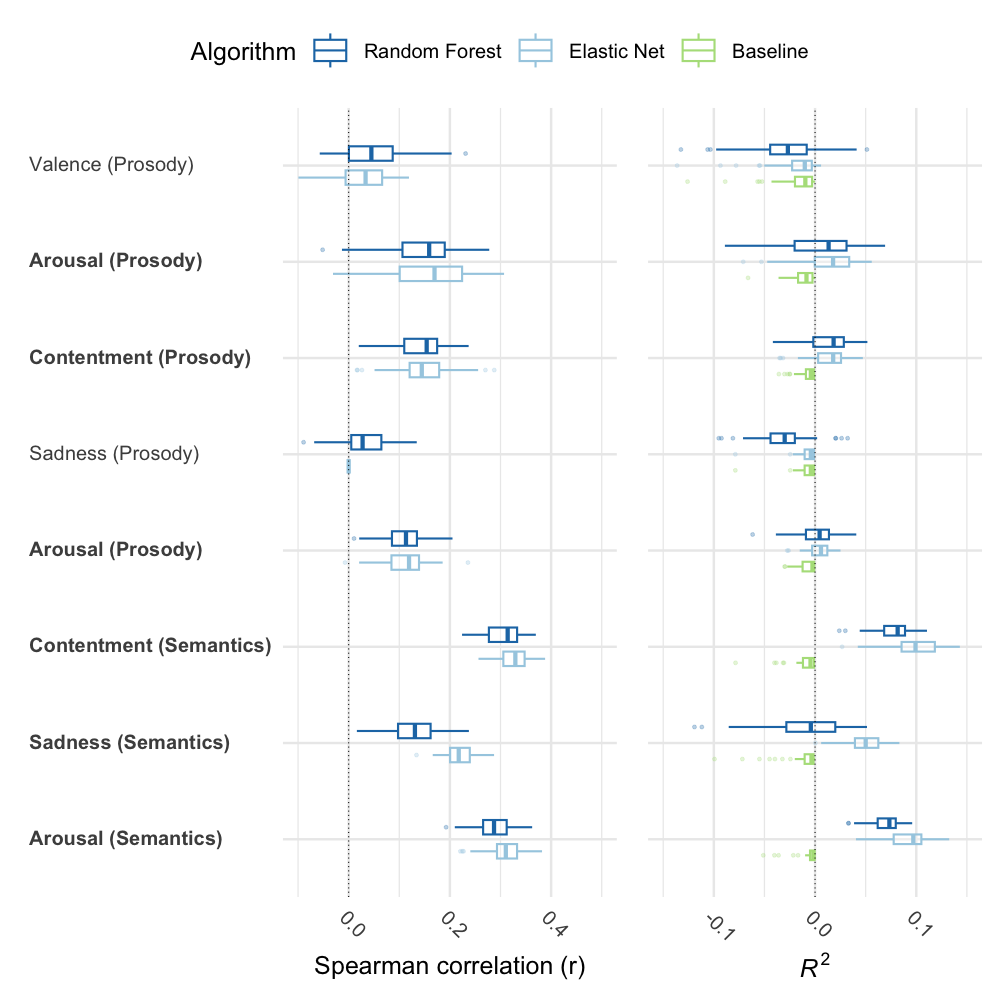 Algorithm Random Forest Elastic Net Baseline
Valence (Prosody)
Arousal (Prosody)
Contentment (Prosody)
Sadness (Prosody)
Arousal (Prosody)
Contentment (Semantics)
Sadness (Semantics)
Arousal (Semantics)
0.0 0.2 0.4 -0.1 0.0 0.1
Spearman correlation (r) R²